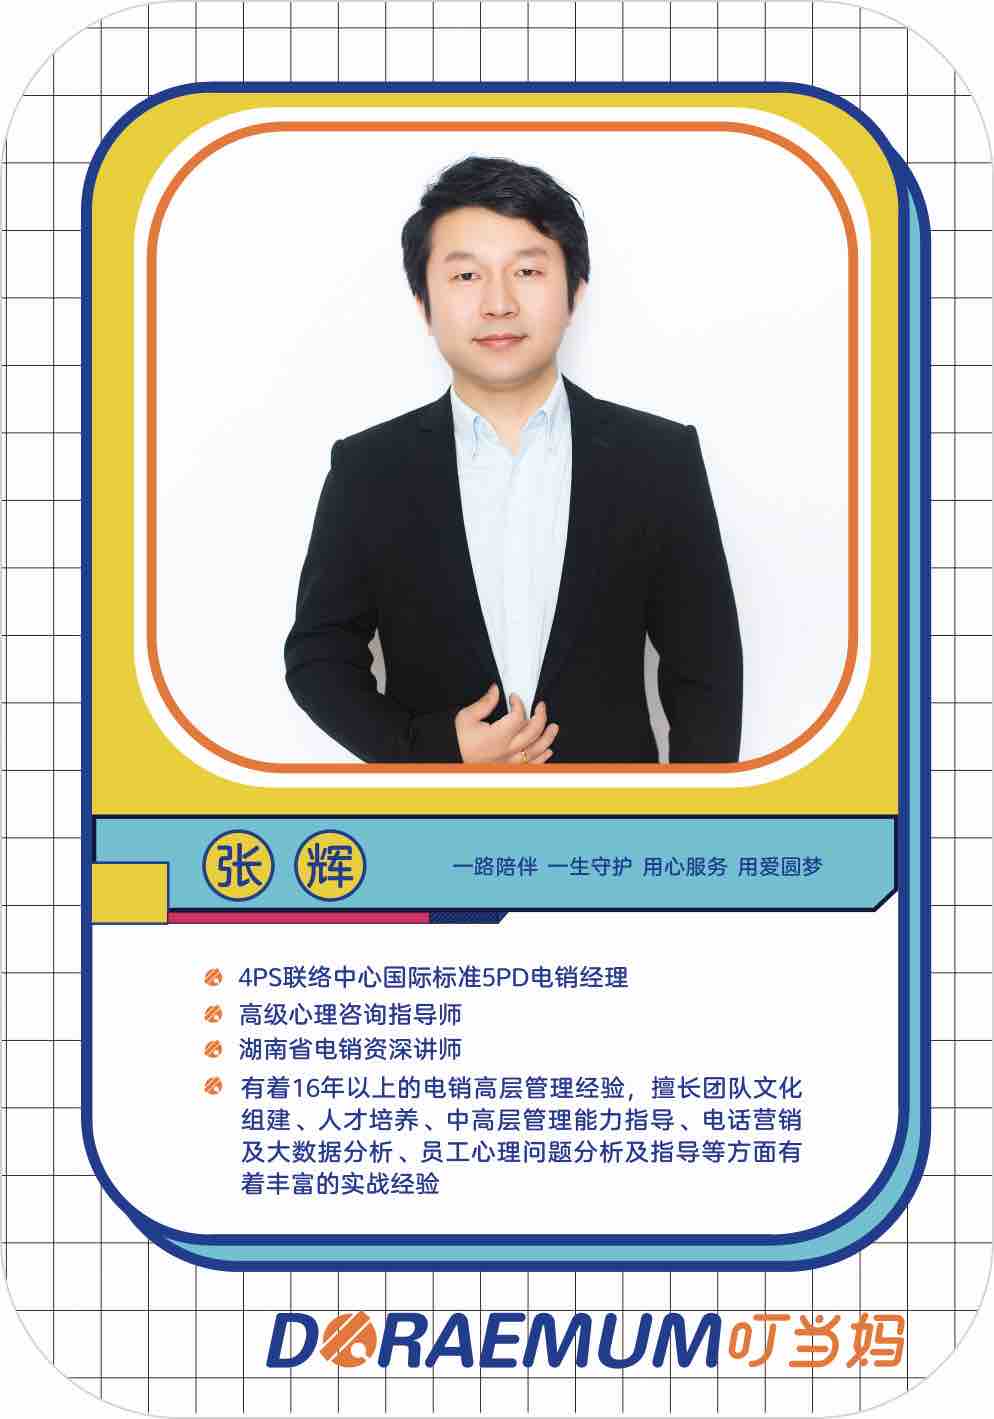 张 辉
一路陪伴 一生守护 用心服务 用爱圆梦
4PS联络中心国际标准5PD电销经理
高级心理咨询指导师
湖南省电销资深讲师
有着16年以上的电销高层管理经验，擅长团队文化
组建、人才培养、中高层管理能力指导、电话营销
及大数据分析、员工心理问题分析及指导等方面有
着丰富的实战经验
DORAEMUM叮当妈